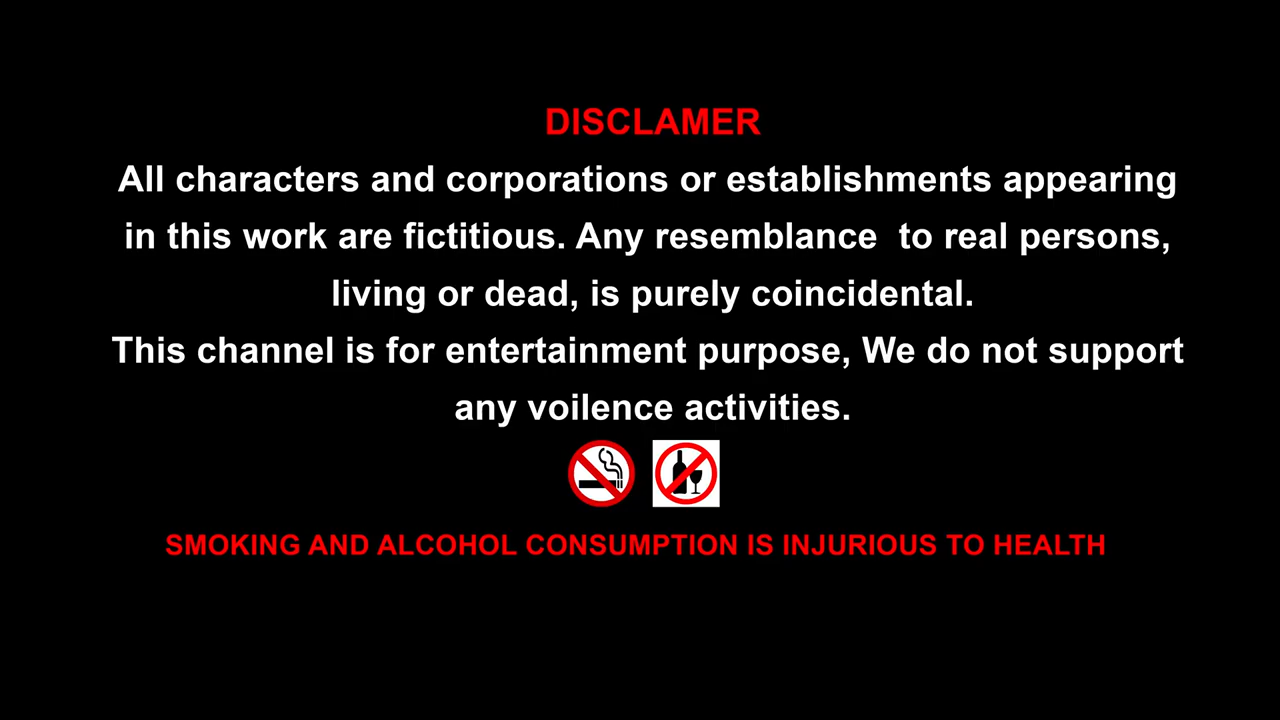 DISCLAMER
All characters and corporations or establishments appearing
in this work are fictitious. Any resemblance  to real persons,
living or dead, is purely coincidental.
This channel is for entertainment purpose, We do not support
any voilence activities.
SMOKING AND ALCOHOL CONSUMPTION IS INJURIOUS TO HEALTH